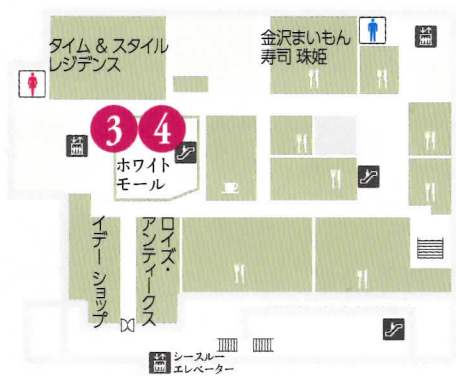 タイム & スタイル
レジデンス
金沢まいもん
寿司 珠姫
3 4
ホワイト
モール
イデーショップ
ロイズ・
アンティークス
シースルー
エレベーター